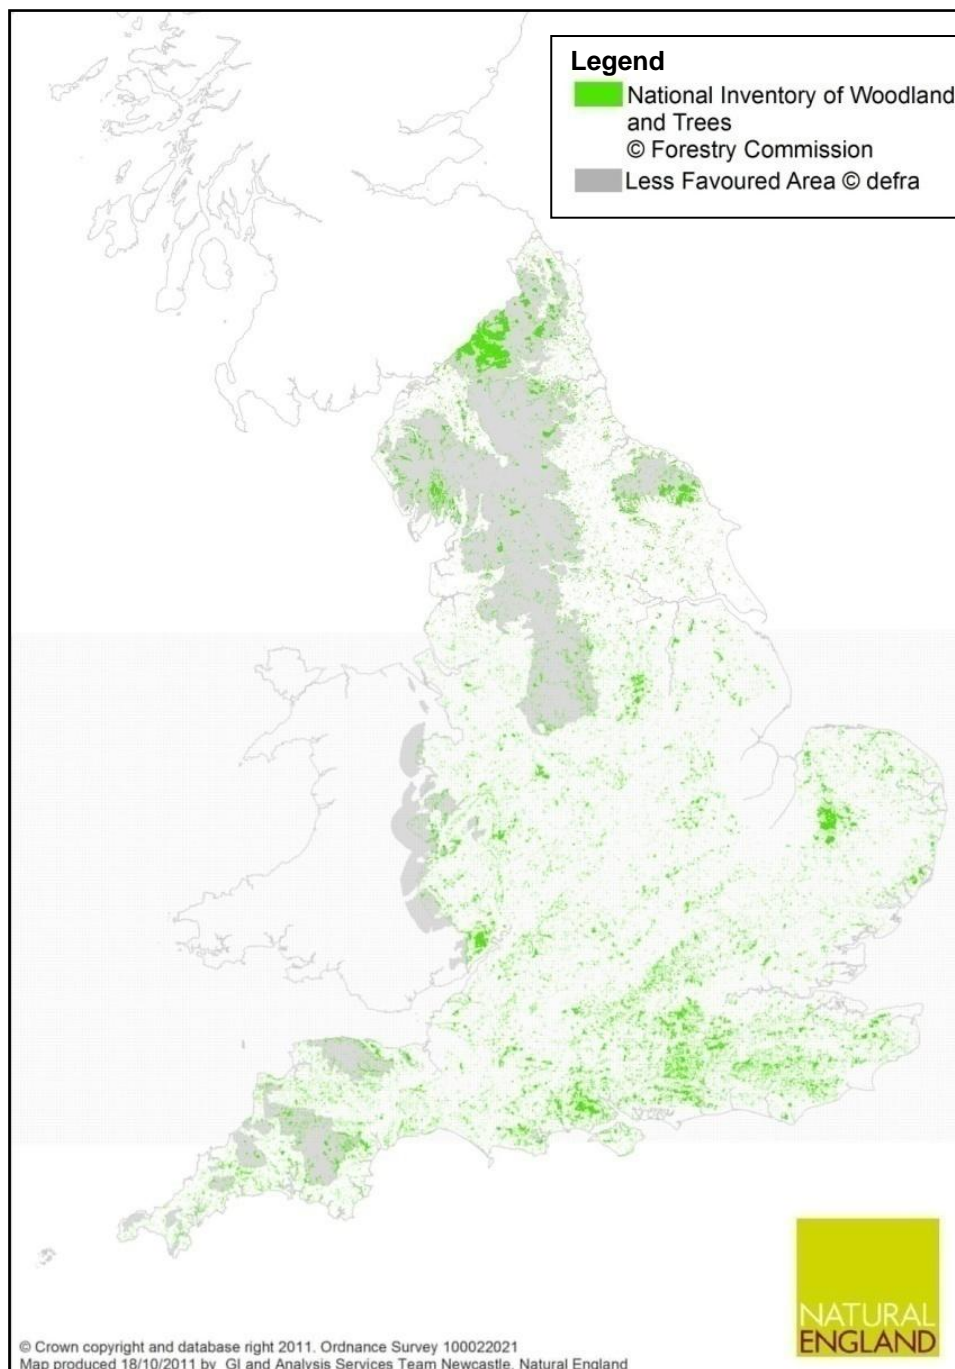 Legend
National Inventory of Woodland
and Trees
© Forestry Commission
Less Favoured Area © defra
NATURAL
ENGLAND
© Crown copyright and database right 2011. Ordnance Survey 100022021
Map produced 18/10/2011 by GI and Analysis Services Team Newcastle, Natural England